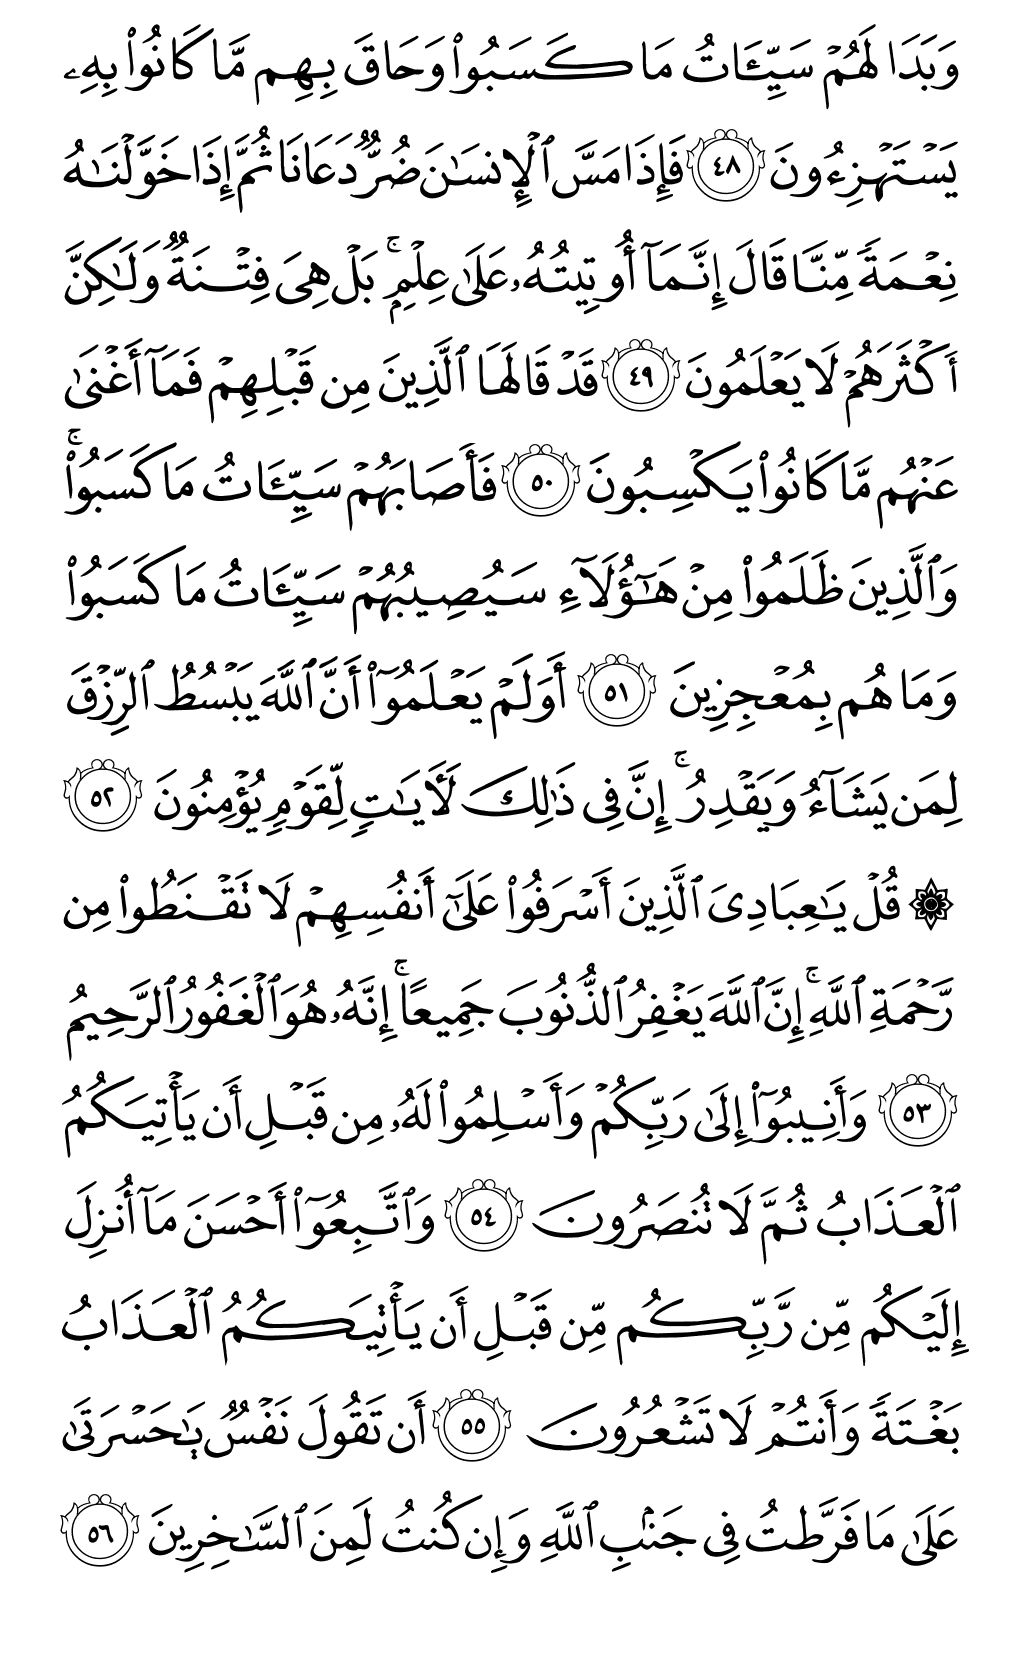 وَبَدَا لَهُمْ سَيِّـَٔاتُ مَا كَسَبُوا۟ وَحَاقَ بِهِم مَّا كَانُوا۟ بِهِۦ
يَسْتَهْزِءُونَ ٤٨ فَإِذَا مَسَّ ٱلْإِنسَـٰنَ ضُرٌّ دَعَانَا ثُمَّ إِذَا خَوَّلْنَـٰهُ
نِعْمَةً مِّنَّا قَالَ إِنَّمَآ أُوتِيتُهُۥ عَلَىٰ عِلْمٍۭ ۚ بَلْ هِىَ فِتْنَةٌ وَلَـٰكِنَّ
أَكْثَرَهُمْ لَا يَعْلَمُونَ ٤٩ قَدْ قَالَهَا ٱلَّذِينَ مِن قَبْلِهِمْ فَمَآ أَغْنَىٰ
عَنْهُم مَّا كَانُوا۟ يَكْسِبُونَ ٥٠ فَأَصَابَهُمْ سَيِّـَٔاتُ مَا كَسَبُوا۟ ۚ
وَٱلَّذِينَ ظَلَمُوا۟ مِنْ هَـٰٓؤُلَآءِ سَيُصِيبُهُمْ سَيِّـَٔاتُ مَا كَسَبُوا۟
وَمَا هُم بِمُعْجِزِينَ ٥١ أَوَلَمْ يَعْلَمُوٓا۟ أَنَّ ٱللَّهَ يَبْسُطُ ٱلرِّزْقَ
لِمَن يَشَآءُ وَيَقْدِرُ ۚ إِنَّ فِى ذَٰلِكَ لَـَٔايَـٰتٍ لِّقَوْمٍ يُؤْمِنُونَ ٥٢
۞ قُلْ يَـٰعِبَادِىَ ٱلَّذِينَ أَسْرَفُوا۟ عَلَىٰٓ أَنفُسِهِمْ لَا تَقْنَطُوا۟ مِن
رَّحْمَةِ ٱللَّهِ ۚ إِنَّ ٱللَّهَ يَغْفِرُ ٱلذُّنُوبَ جَمِيعًا ۚ إِنَّهُۥ هُوَ ٱلْغَفُورُ ٱلرَّحِيمُ
٥٣ وَأَنِيبُوٓا۟ إِلَىٰ رَبِّكُمْ وَأَسْلِمُوا۟ لَهُۥ مِن قَبْلِ أَن يَأْتِيَكُمُ
ٱلْعَذَابُ ثُمَّ لَا تُنصَرُونَ ٥٤ وَٱتَّبِعُوٓا۟ أَحْسَنَ مَآ أُنزِلَ
إِلَيْكُم مِّن رَّبِّكُم مِّن قَبْلِ أَن يَأْتِيَكُمُ ٱلْعَذَابُ
بَغْتَةً وَأَنتُمْ لَا تَشْعُرُونَ ٥٥ أَن تَقُولَ نَفْسٌ يَـٰحَسْرَتَىٰ
عَلَىٰ مَا فَرَّطتُ فِى جَنۢبِ ٱللَّهِ وَإِن كُنتُ لَمِنَ ٱلسَّـٰخِرِينَ ٥٦